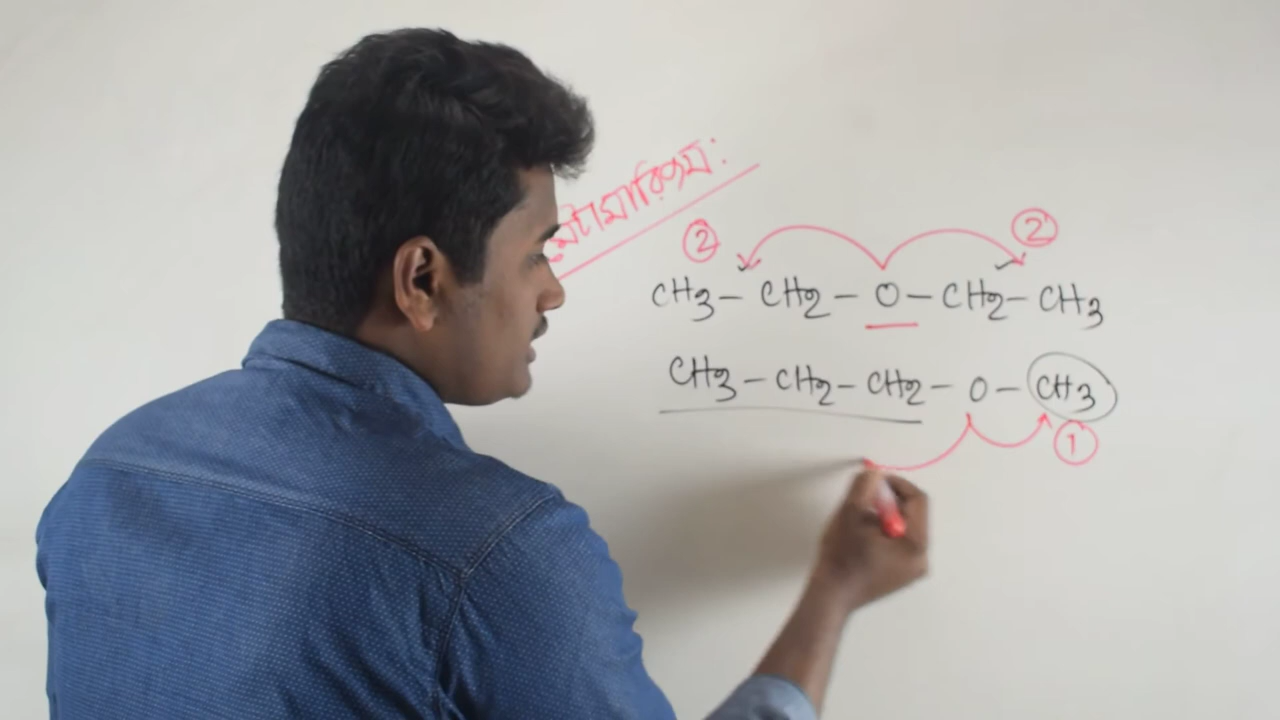 মেটামারিজম:
② ②
CH3 – CH2 – O – CH2 – CH3
CH3 – CH2 – CH2 – O – CH3
①